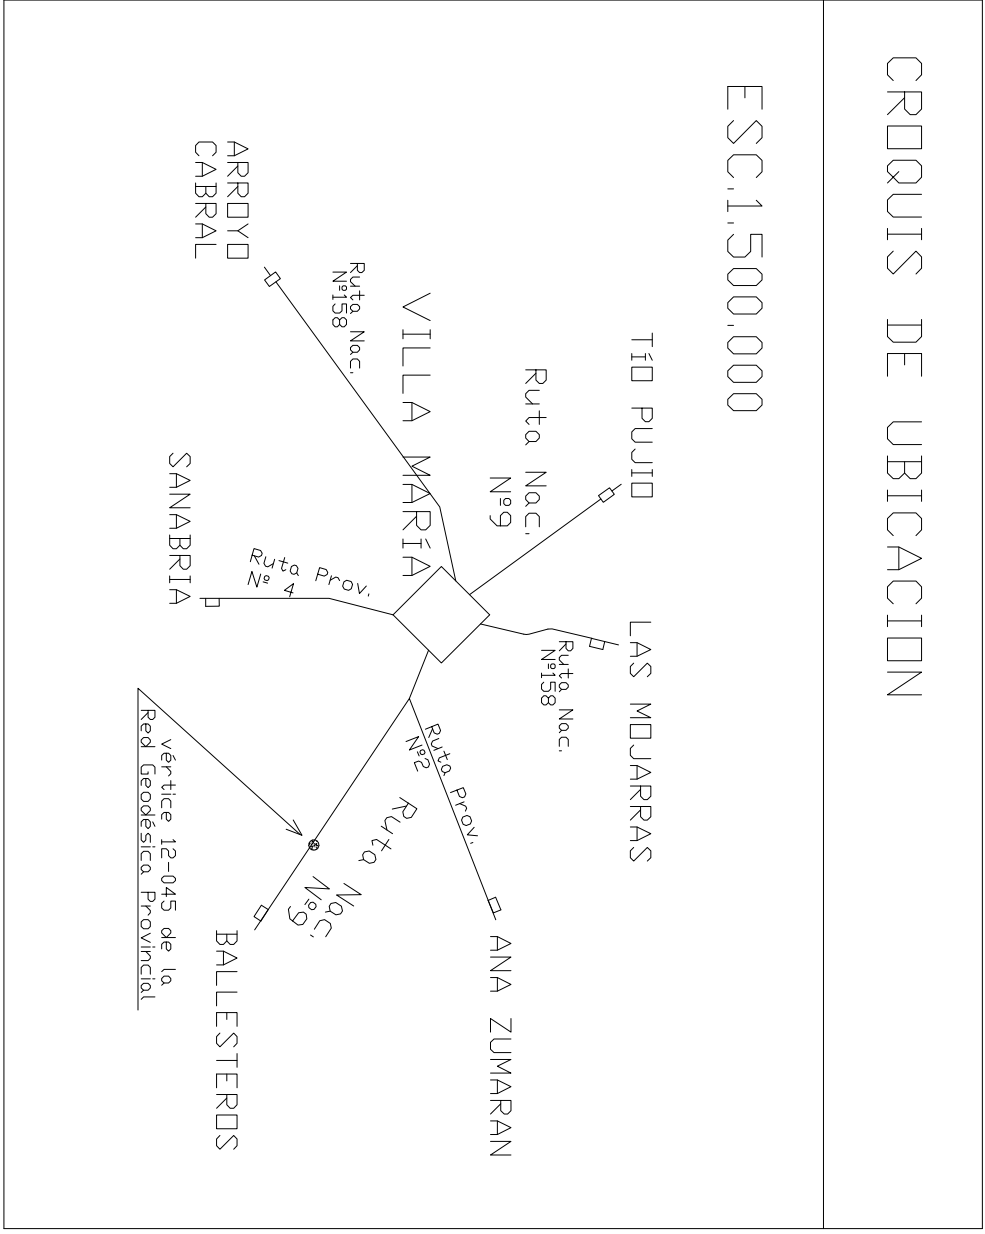 CROQUIS DE UBICACION
ESC.1.500.000
TíO PUJIO
LAS MOJARRAS
Ruta Nac.
Nº9
Ruta Nac.
Nº158
ANA ZUMARAN
Ruta Prov.
Nº2
VILLA MARÍA
Ruta Nac.
Nº158
Ruta Nac.
Nº9
ARROYO
CABRAL
Ruta Prov.
Nº 4
BALLESTEROS
SANABRIA
vértice 12-045 de la
Red Geodésica Provincial